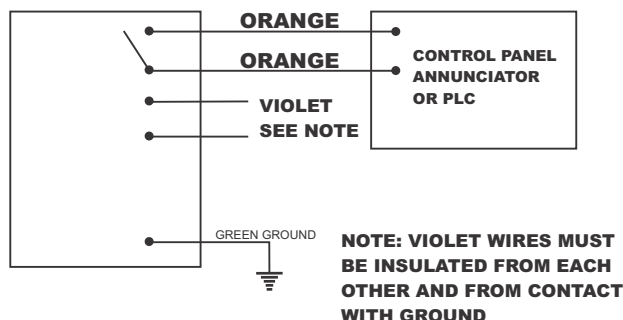 ORANGE
ORANGE
CONTROL PANEL
ANNUNCIATOR
OR PLC
VIOLET
SEE NOTE
GREEN GROUND
NOTE: VIOLET WIRES MUST
BE INSULATED FROM EACH
OTHER AND FROM CONTACT
WITH GROUND